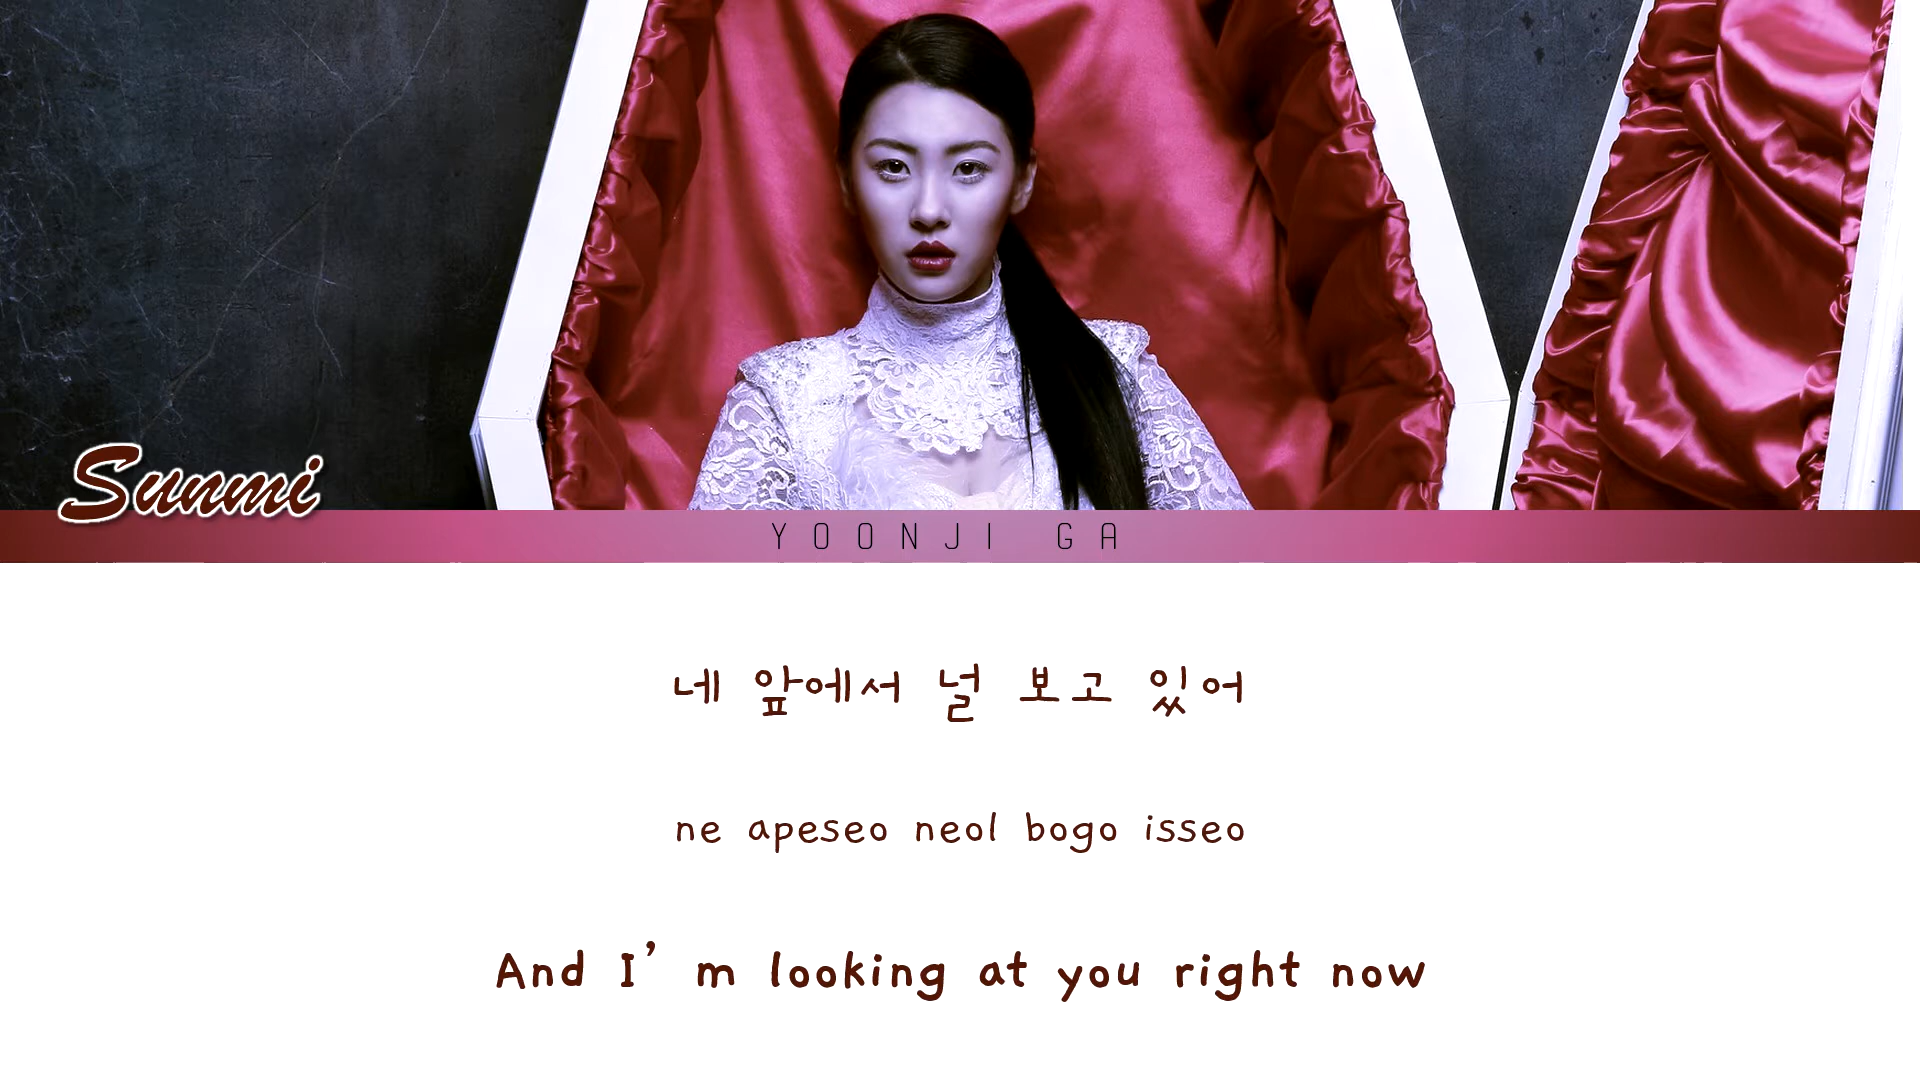 Sunmi
YOONJI GA
네 앞에서 널 보고 있어
ne apeseo neol bogo isseo
And I’m looking at you right now